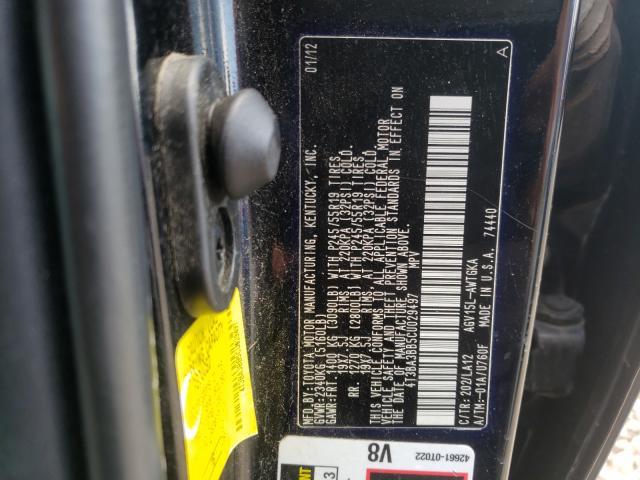 01/12
MFD. BY: TOYOTA MOTOR MANUFACTURING, KENTUCKY, INC.
GVWR: 2340KG (5160LB)
GAWR: FRT. 1400 KG (3090LB) WITH P245/55R19 TIRES
19X7.5J RIMS, AT 220KPA (32PSI) COLD.
RR. 1270 KG (2800LB) WITH P245/55R19 TIRES
19X7.5J RIMS, AT 220KPA (32PSI) COLD.
THIS VEHICLE CONFORMS TO ALL APPLICABLE FEDERAL MOTOR
VEHICLE SAFETY AND THEFT PREVENTION STANDARDS IN EFFECT ON
THE DATE OF MANUFACTURE SHOWN ABOVE.
4T3BA3BB5CU029497 MPV
C/TR: 202/LA12 AGV15L-AWTGKA
A/TM: -01A/U760F MADE IN U.S.A. 74440
A
42661-0T022
V8